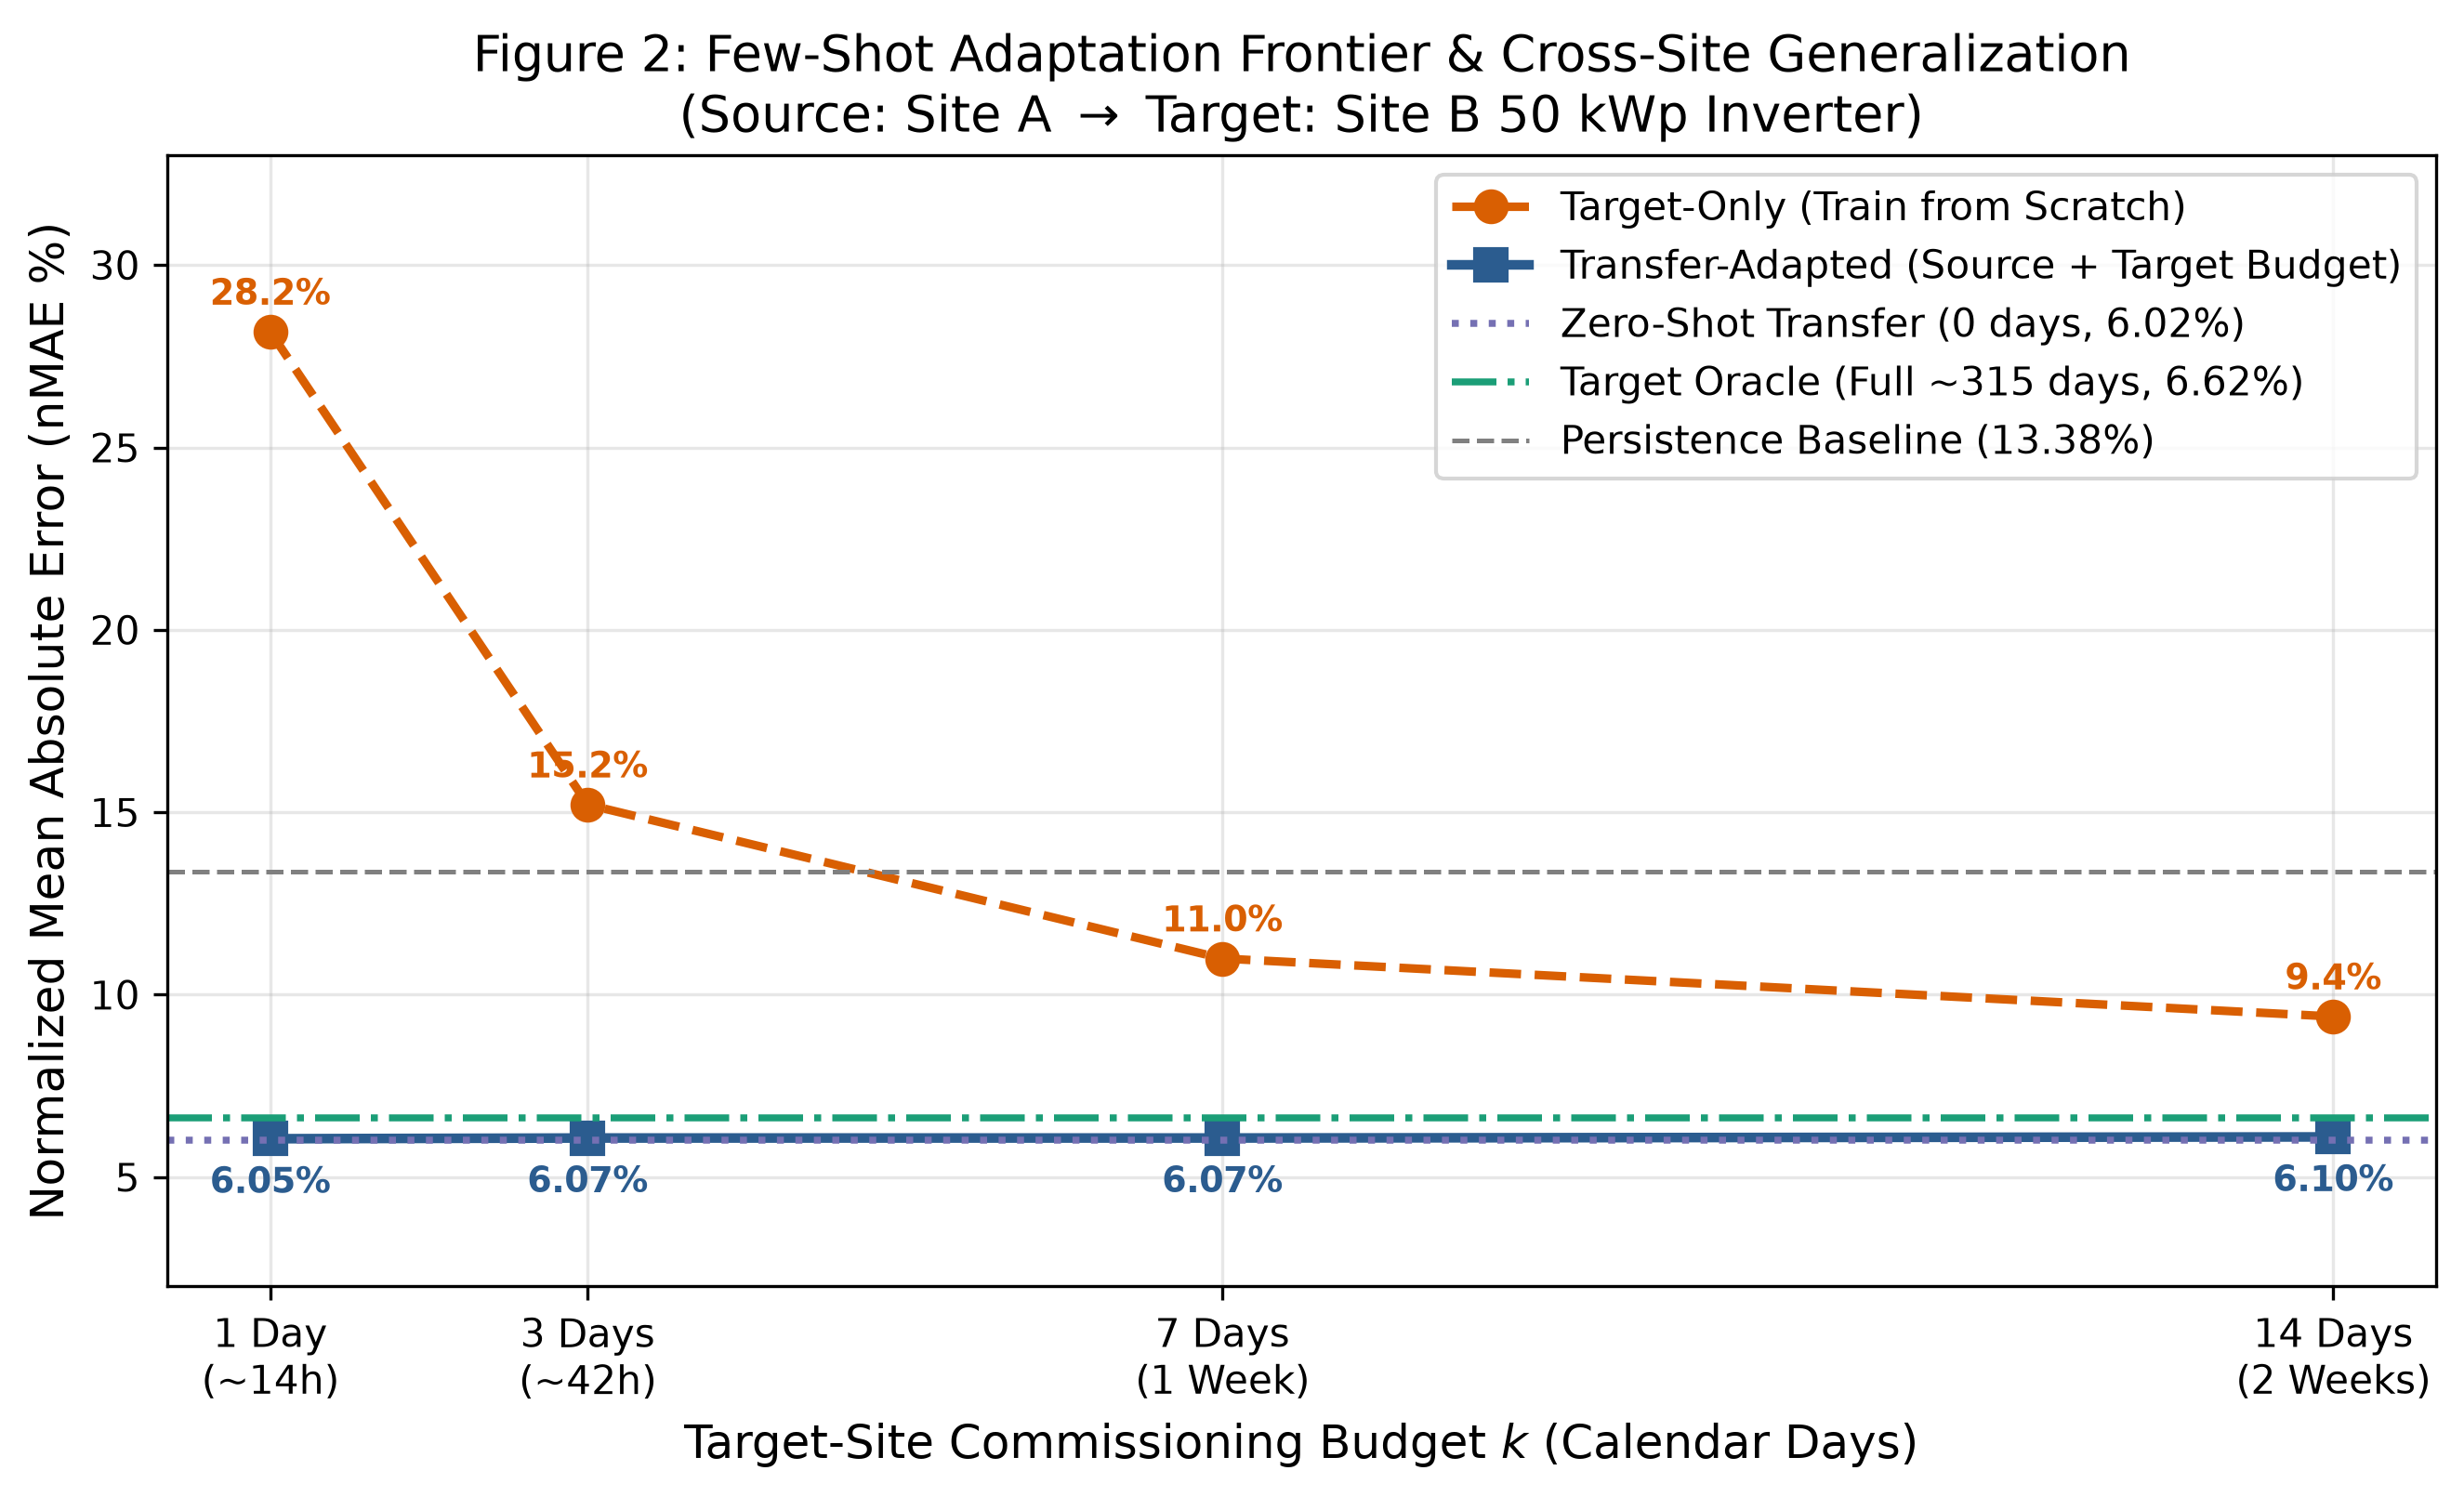 Figure 2: Few-Shot Adaptation Frontier & Cross-Site Generalization
(Source: Site A → Target: Site B 50 kWp Inverter)
Normalized Mean Absolute Error (nMAE %)
30
25
20
15
10
5
Target-Only (Train from Scratch)
Transfer-Adapted (Source + Target Budget)
Zero-Shot Transfer (0 days, 6.02%)
Target Oracle (Full ~315 days, 6.62%)
Persistence Baseline (13.38%)
28.2%
15.2%
11.0%
9.4%
6.05%
6.07%
6.07%
6.10%
1 Day
(~14h)
3 Days
(~42h)
7 Days
(1 Week)
14 Days
(2 Weeks)
Target-Site Commissioning Budget k (Calendar Days)